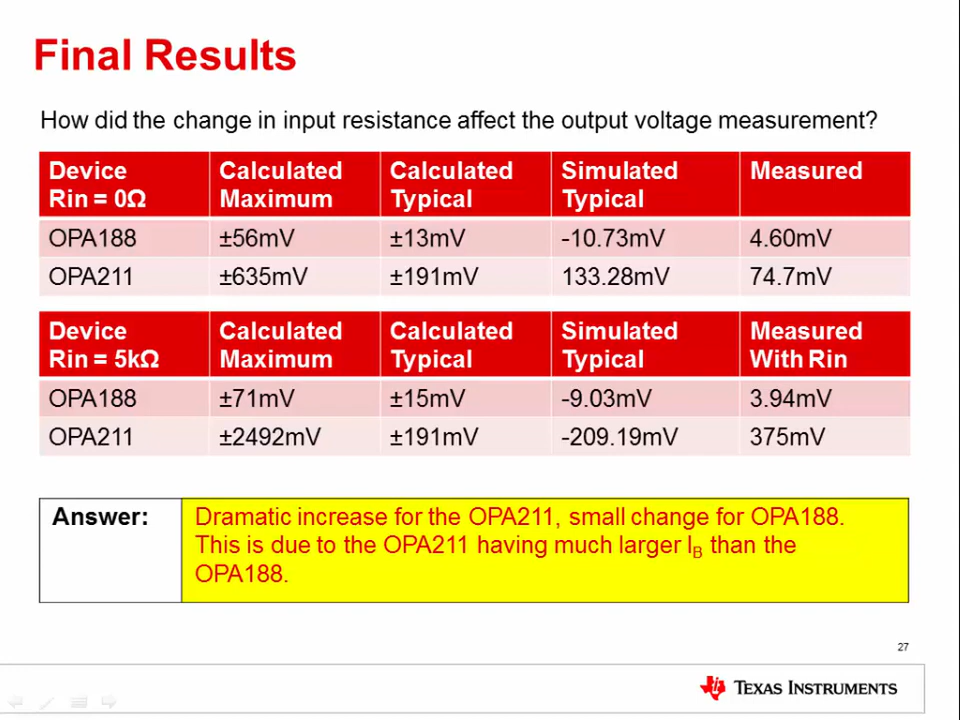 Final Results
How did the change in input resistance affect the output voltage measurement?
Device Rin = 0Ω Calculated Maximum Calculated Typical Simulated Typical Measured
OPA188 ±56mV ±13mV -10.73mV 4.60mV
OPA211 ±635mV ±191mV 133.28mV 74.7mV
Device Rin = 5kΩ Calculated Maximum Calculated Typical Simulated Typical Measured With Rin
OPA188 ±71mV ±15mV -9.03mV 3.94mV
OPA211 ±2492mV ±191mV -209.19mV 375mV
Answer: Dramatic increase for the OPA211, small change for OPA188.
This is due to the OPA211 having much larger IB than the
OPA188.
27
TEXAS INSTRUMENTS